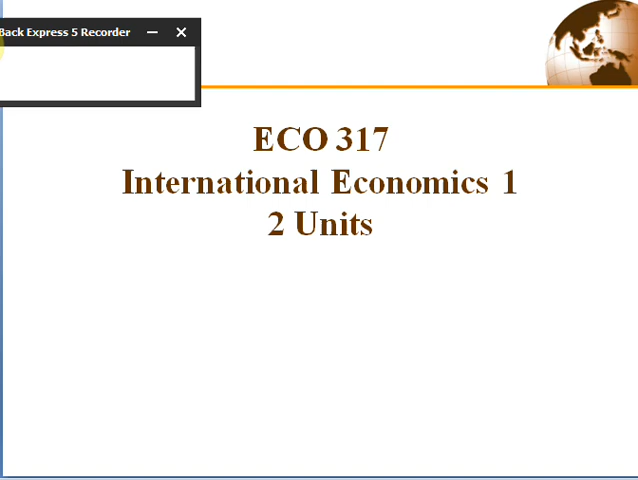 Back Express 5 Recorder
ECO 317
International Economics 1
2 Units